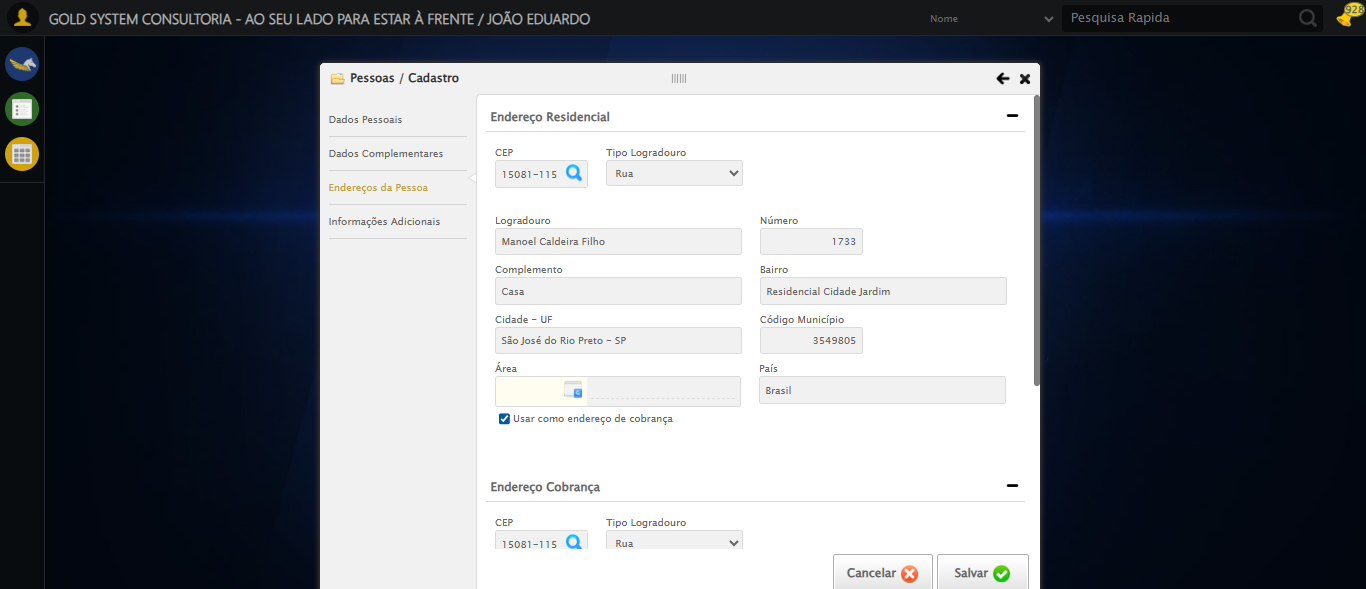 GOLD SYSTEM CONSULTORIA - AO SEU LADO PARA ESTAR À FRENTE / JOÃO EDUARDO
Nome
Pesquisa Rapida
928
Pessoas / Cadastro
Dados Pessoais
Dados Complementares
Endereços da Pessoa
Informações Adicionais
Endereço Residencial
CEP
Tipo Logradouro
15081-115
Rua
Logradouro
Número
Manoel Caldeira Filho
1733
Complemento
Bairro
Casa
Residencial Cidade Jardim
Cidade - UF
Código Município
São José do Rio Preto - SP
3549805
Área
País
Brasil
Usar como endereço de cobrança
Endereço Cobrança
CEP
Tipo Logradouro
15081-115
Rua
Cancelar
Salvar